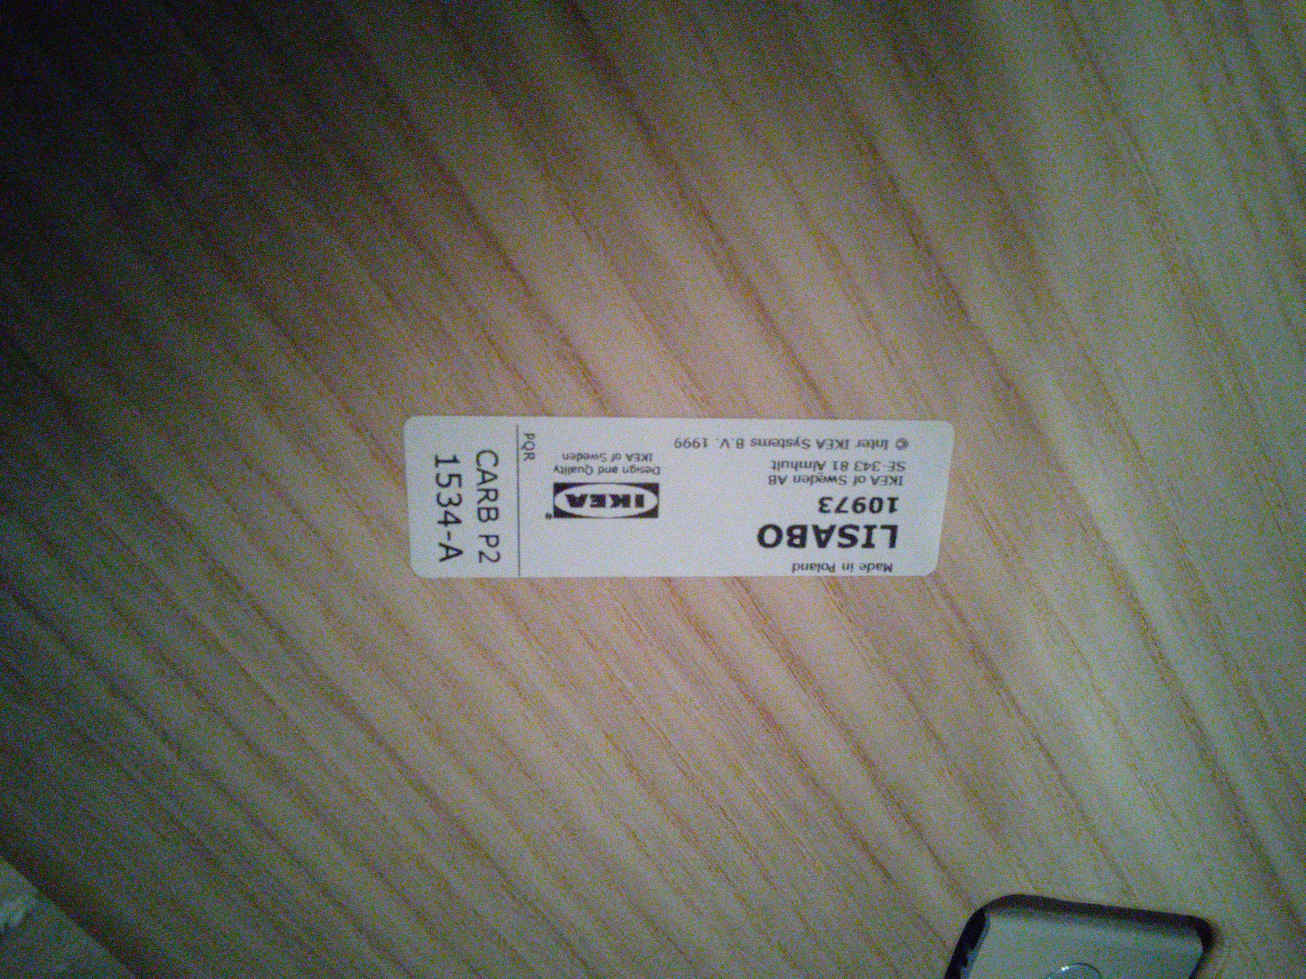 Made in Poland
LISABO
10973
IKEA of Sweden AB
SE-343 81 Älmhult
© Inter IKEA Systems B.V. 1999
IKEA®
Design and Quality
IKEA of Sweden
PQR
CARB P2
1534-A